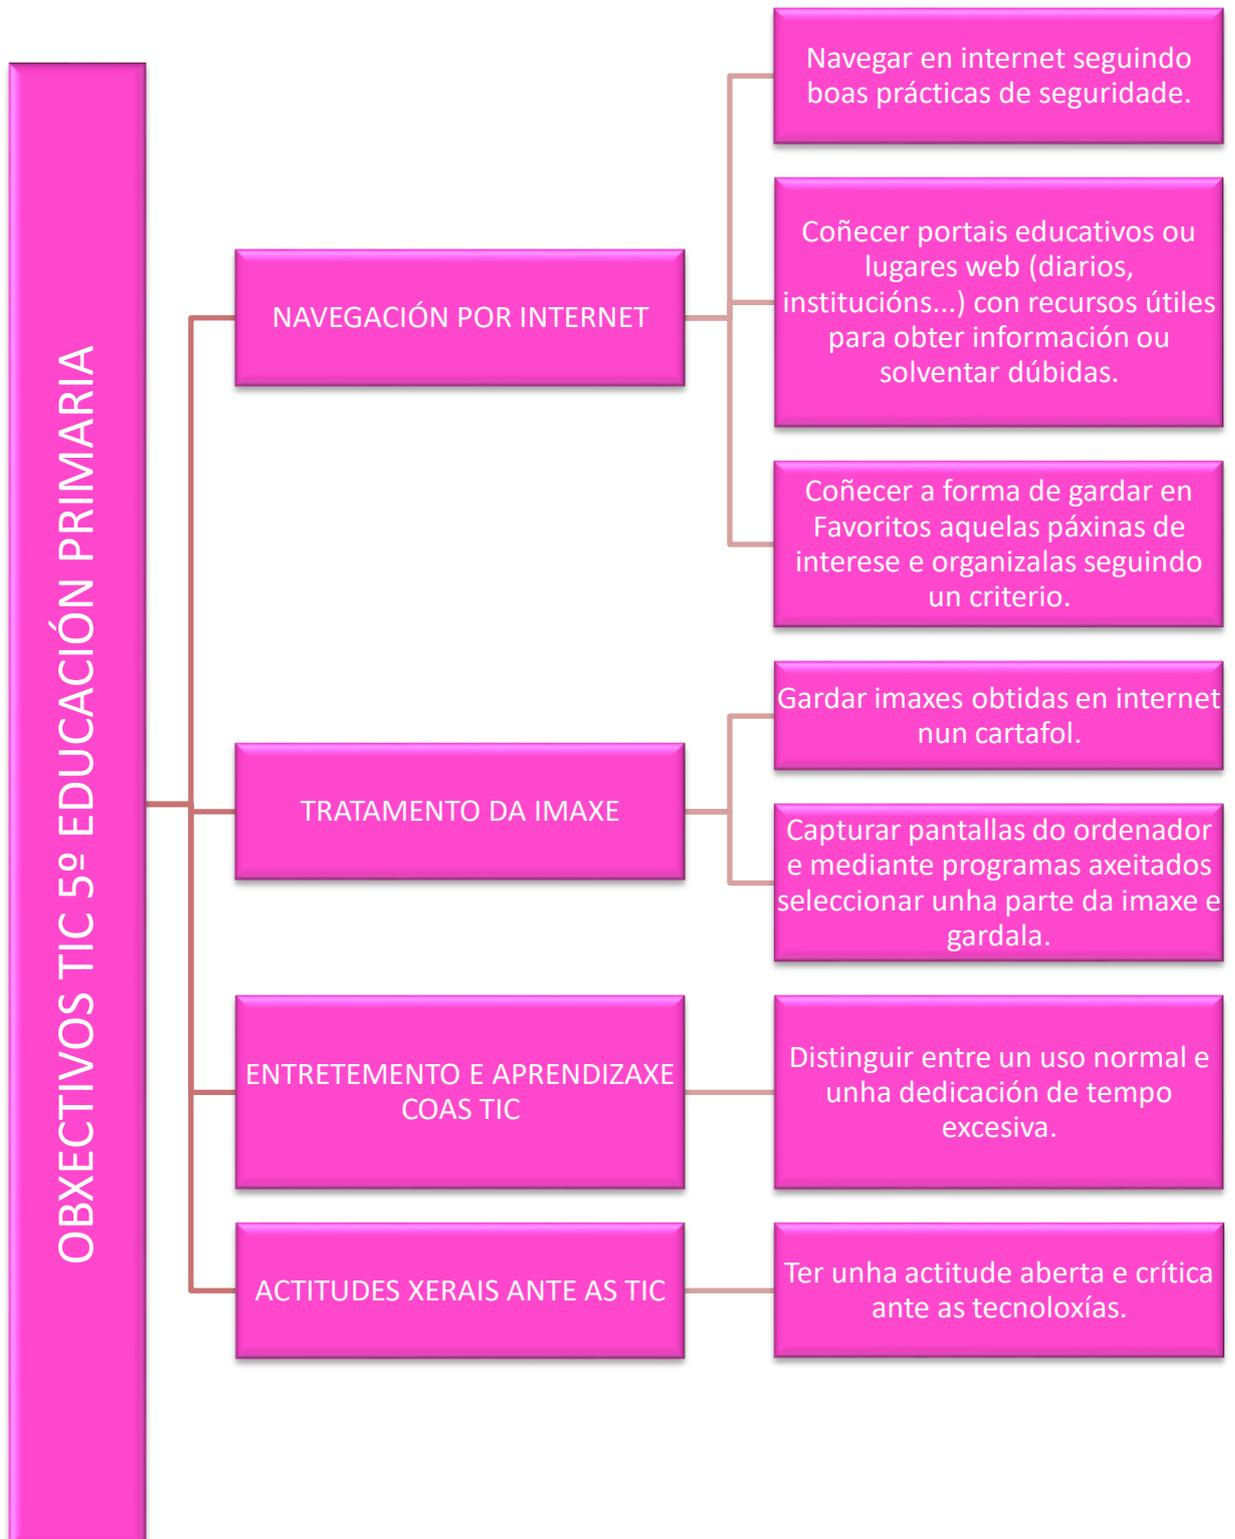 OBXECTIVOS TIC 5º EDUCACIÓN PRIMARIA
NAVEGACIÓN POR INTERNET
Navegar en internet seguindo
boas prácticas de seguridade.
Coñecer portais educativos ou
lugares web (diarios,
institucións...) con recursos útiles
para obter información ou
solventar dúbidas.
Coñecer a forma de gardar en
Favoritos aquelas páxinas de
interese e organizalas seguindo
un criterio.
TRATAMENTO DA IMAXE
Gardar imaxes obtidas en internet
nun cartafol.
Capturar pantallas do ordenador
e mediante programas axeitados
seleccionar unha parte da imaxe e
gardala.
ENTRETEMENTO E APRENDIZAXE
COAS TIC
Distinguir entre un uso normal e
unha dedicación de tempo
excesiva.
ACTITUDES XERAIS ANTE AS TIC
Ter unha actitude aberta e crítica
ante as tecnoloxías.